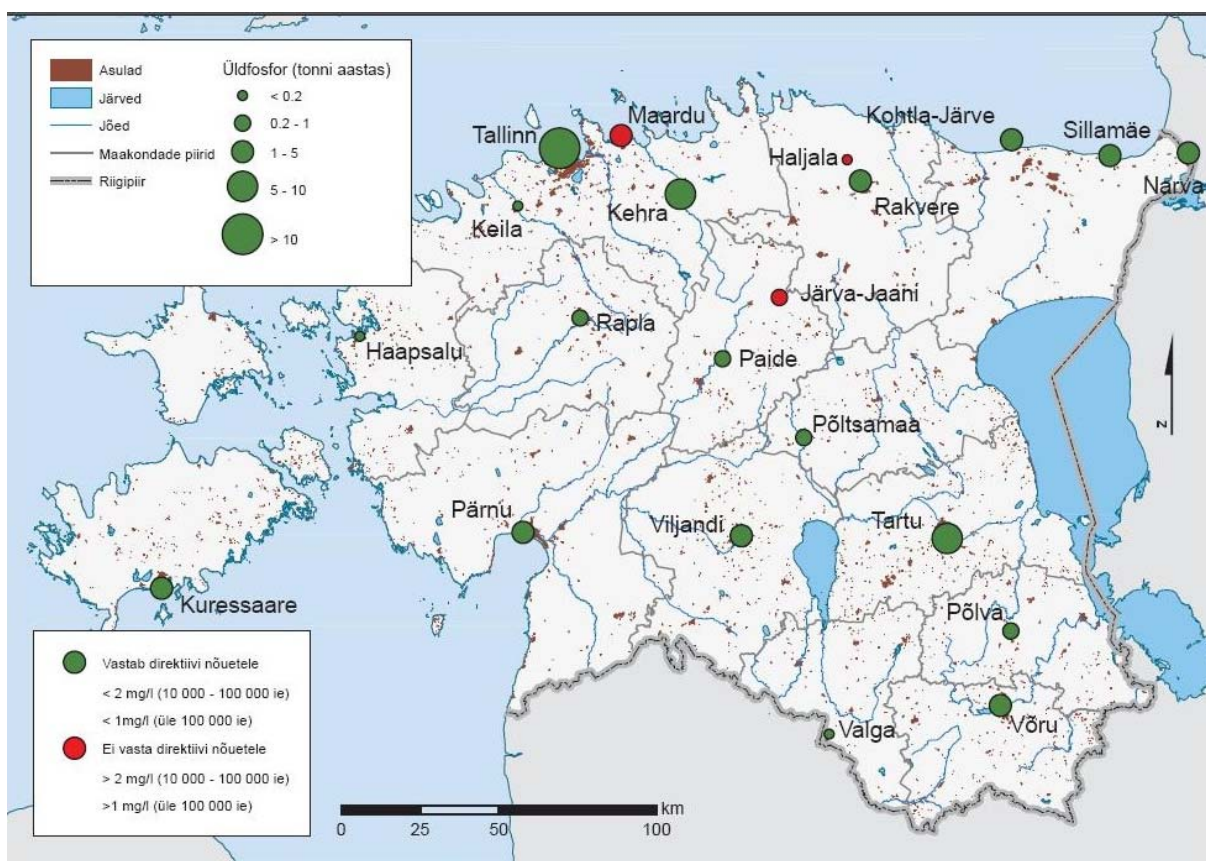 Asulad
Järved
Jõed
Maakondade piirid
Riigipiir
Üldfosfor (tonni aastas)
< 0.2
0.2 - 1
1 - 5
5 - 10
> 10
Tallinn
Maardu
Kohtla-Järve
Sillamäe
Haljala
Narva
Keila
Kehra
Rakvere
Järva-Jaani
Rapla
Haapsalu
Paide
N
Põltsamaa
Pärnu
Viljandi
Tartu
Kuressaare
Põlva
Võru
Valga
Vastab direktiivi nõuetele
< 2 mg/l (10 000 - 100 000 ie)
< 1mg/l (üle 100 000 ie)
Ei vasta direktiivi nõuetele
> 2 mg/l (10 000 - 100 000 ie)
>1 mg/l (üle 100 000 ie)
km
0 25 50 100